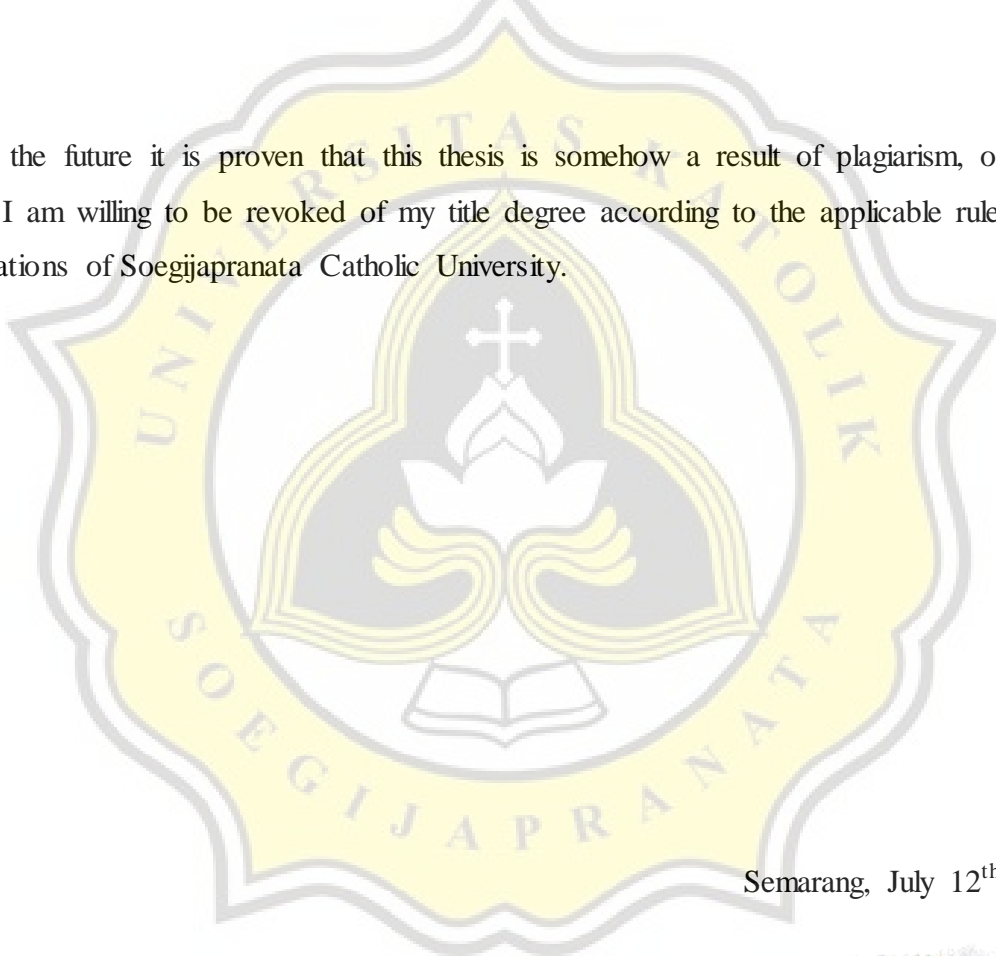 the future it is proven that this thesis is somehow a result of plagiarism, o
I am willing to be revoked of my title degree according to the applicable rule
ations of Soegijapranata Catholic University.
UNIVERSITAS KATOLIK
SOEGIJAPRANATA
Semarang, July 12th